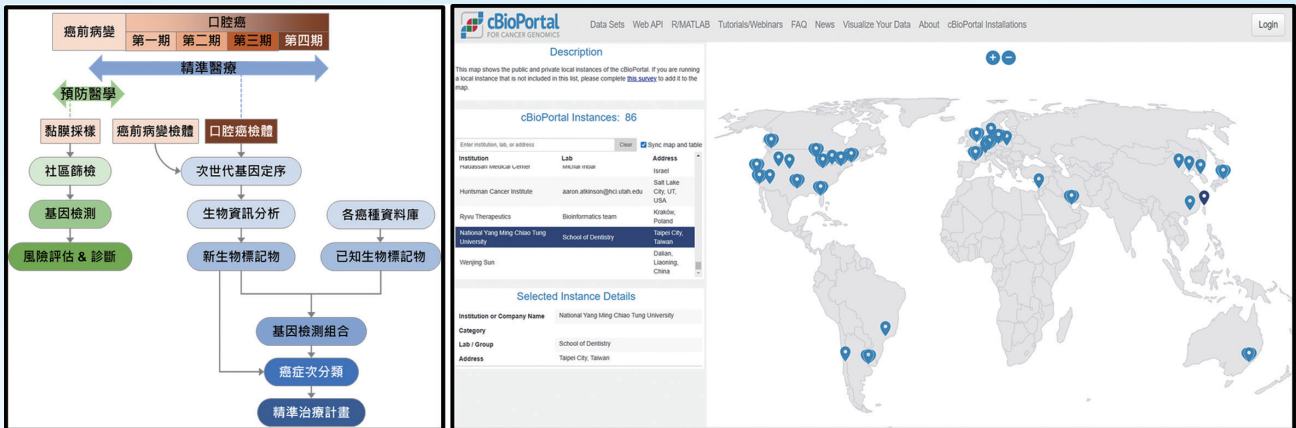 癌前病變
口腔癌
第一期 第二期 第三期 第四期
精準醫療
預防醫學
黏膜採樣 癌前病變檢體 口腔癌檢體
社區篩檢 次世代基因定序
基因檢測 生物資訊分析 各癌種資料庫
風險評估 & 診斷 新生物標記物 已知生物標記物
基因檢測組合
癌症次分類
精準治療計畫
cBioPortal
FOR CANCER GENOMICS
Data Sets Web API R/MATLAB Tutorials/Webinars FAQ News Visualize Your Data About cBioPortal Installations
Login
Description
This map shows the public and private local instances of the cBioPortal. If you are running
a local instance that is not included in this list, please complete this survey to add it to the
map.
cBioPortal Instances: 86
Enter institution, lab, or address
Clear
Sync map and table
Institution Lab Address
Hadassah Medical Center Michal Inbar
Israel
Huntsman Cancer Institute aaron.atkinson@hci.utah.edu
Salt Lake
City, UT,
USA
Ryvu Therapeutics Bioinformatics team
Kraków,
Poland
National Yang Ming Chiao Tung
University
School of Dentistry
Taipei City,
Taiwan
Wenjing Sun
Dalian,
Liaoning,
China
Selected Instance Details
Institution or Company Name National Yang Ming Chiao Tung University
Category
Lab / Group School of Dentistry
Address Taipei City, Taiwan